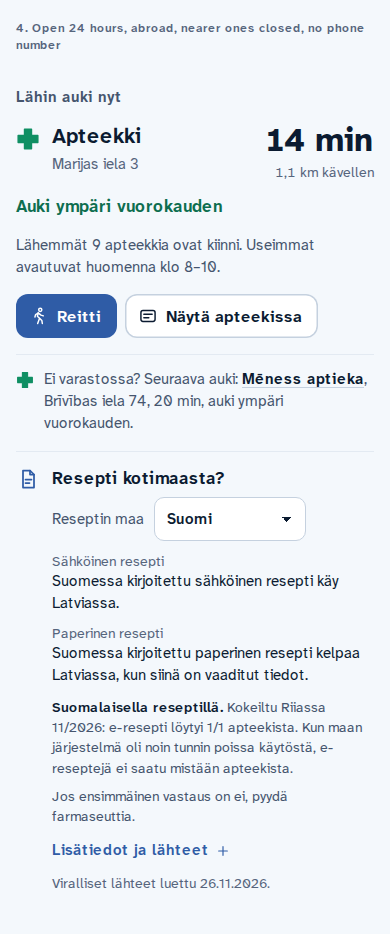 4. Open 24 hours, abroad, nearer ones closed, no phone
number
Lähin auki nyt
Apteekki
14 min
Marijas iela 3
1,1 km kävellen
Auki ympäri vuorokauden
Lähemmät 9 apteekkia ovat kiinni. Useimmat
avautuvat huomenna klo 8–10.
Reitti
Näytä apteekissa
Ei varastossa? Seuraava auki: Mēness aptieka,
Brīvības iela 74, 20 min, auki ympäri
vuorokauden.
Resepti kotimaasta?
Reseptin maa
Suomi
Sähköinen resepti
Suomessa kirjoitettu sähköinen resepti käy
Latviassa.
Paperinen resepti
Suomessa kirjoitettu paperinen resepti kelpaa
Latviassa, kun siinä on vaaditut tiedot.
Suomalaisella reseptillä. Kokeiltu Riiassa
11/2026: e-resepti löytyi 1/1 apteekista. Kun maan
järjestelmä oli noin tunnin poissa käytöstä, e-
reseptejä ei saatu mistään apteekista.
Jos ensimmäinen vastaus on ei, pyydä
farmaseuttia.
Lisätiedot ja lähteet +
Viralliset lähteet luettu 26.11.2026.